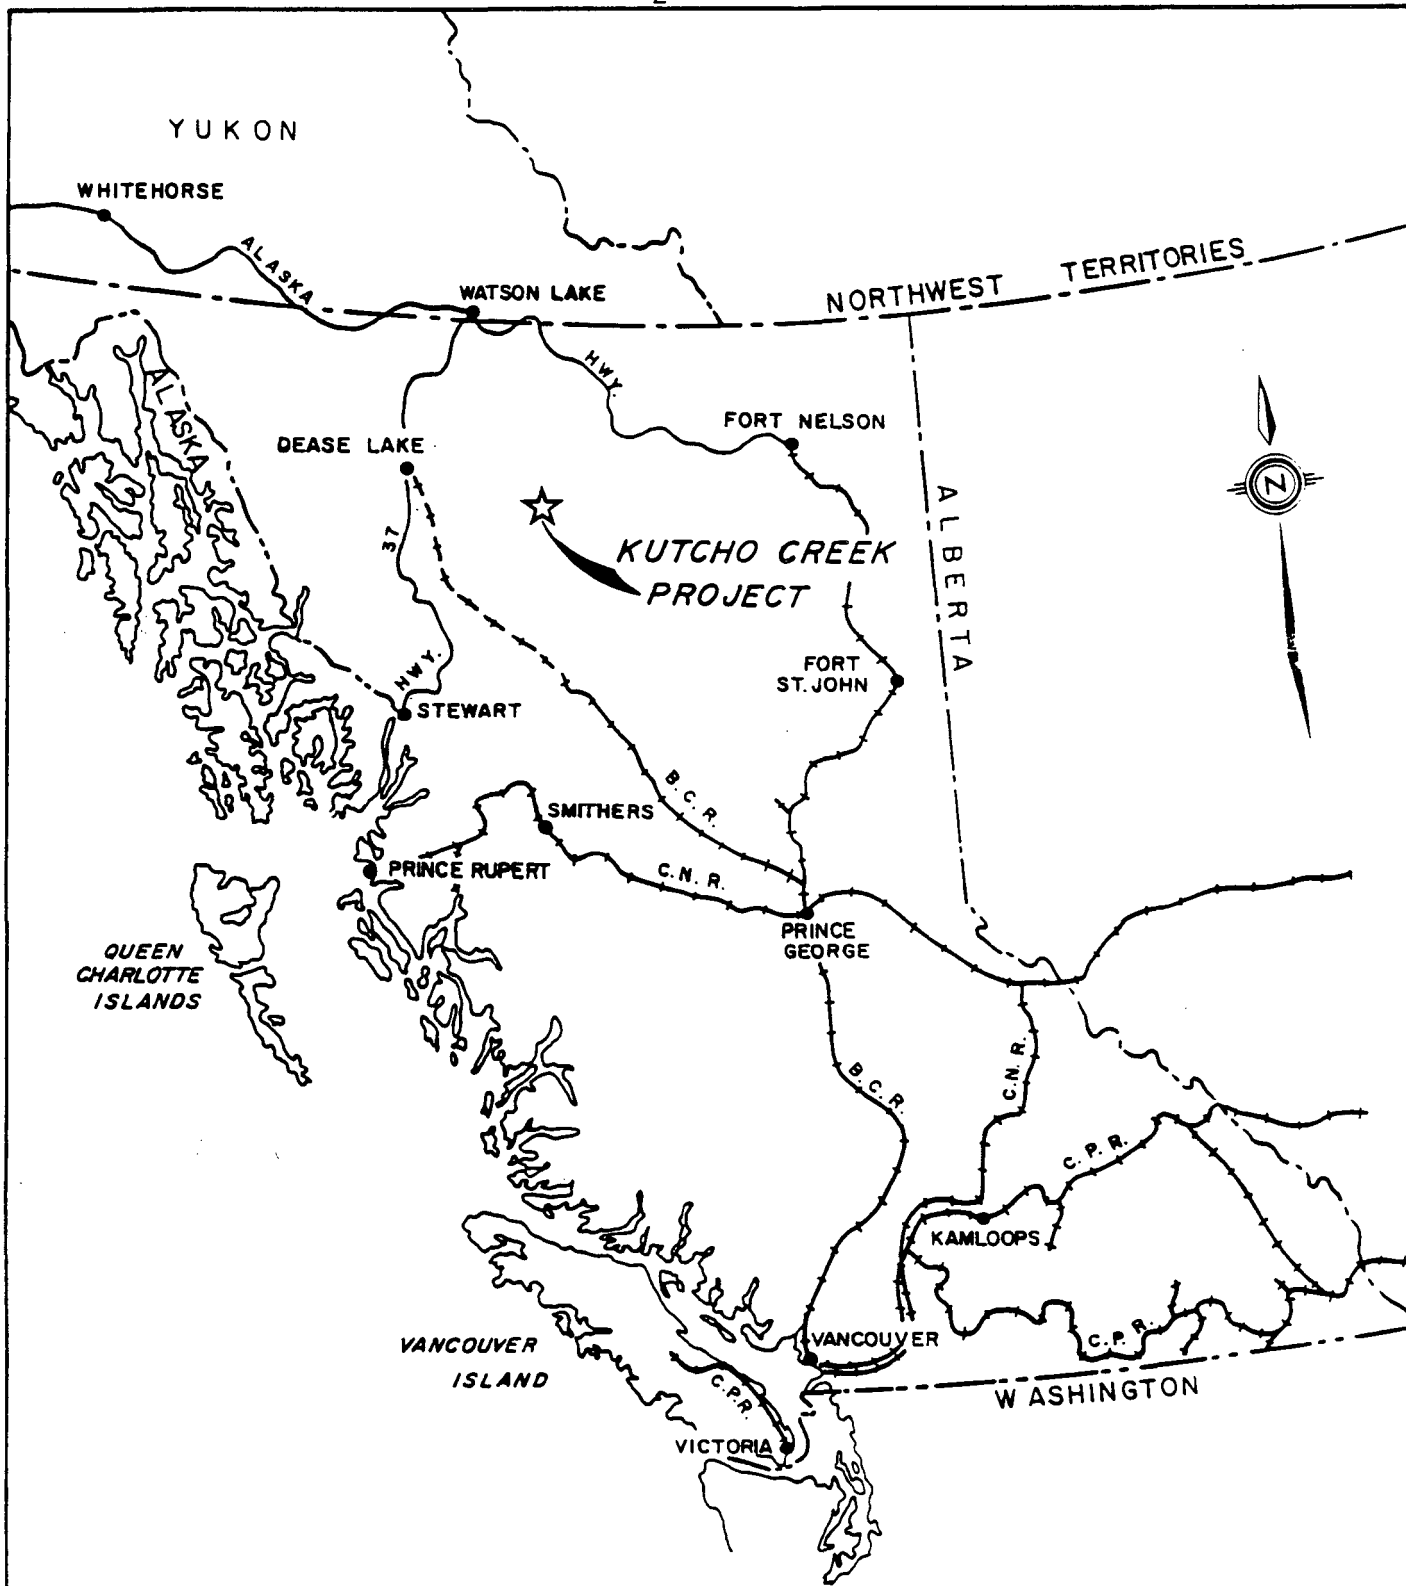 2
YUKON
WHITEHORSE
ALASKA
WATSON LAKE
NORTHWEST TERRITORIES
HWY.
ALASKA
FORT NELSON
DEASE LAKE
37
KUTCHO CREEK
PROJECT
ALBERTA
N
HWY.
FORT
ST. JOHN
STEWART
B.C.R.
SMITHERS
PRINCE RUPERT
C.N.R.
PRINCE
GEORGE
QUEEN
CHARLOTTE
ISLANDS
B.C.R.
C.N.R.
C.P.R.
KAMLOOPS
VANCOUVER
ISLAND
VANCOUVER
C.P.R.
C.P.R.
WASHINGTON
VICTORIA